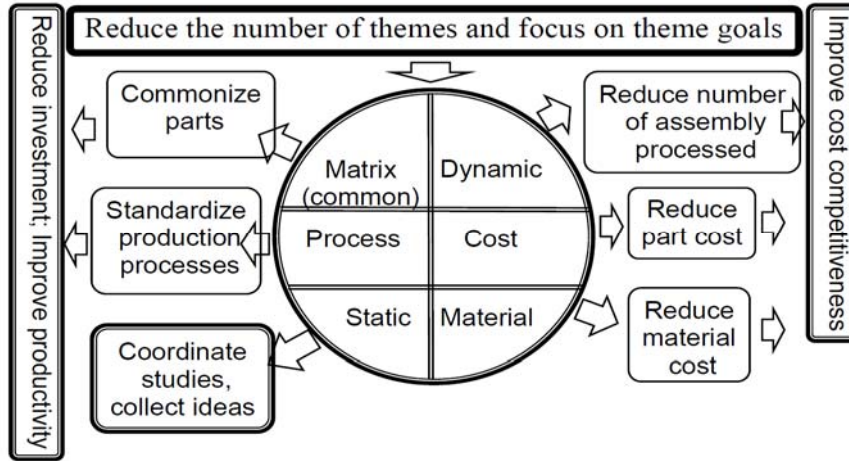 Reduce the number of themes and focus on theme goals
Reduce investment; Improve productivity
Commonize
parts
Standardize
production
processes
Coordinate
studies,
collect ideas
Matrix
(common)
Dynamic
Process
Cost
Static
Material
Reduce number
of assembly
processed
Reduce
part cost
Reduce
material
cost
Improve cost competitiveness